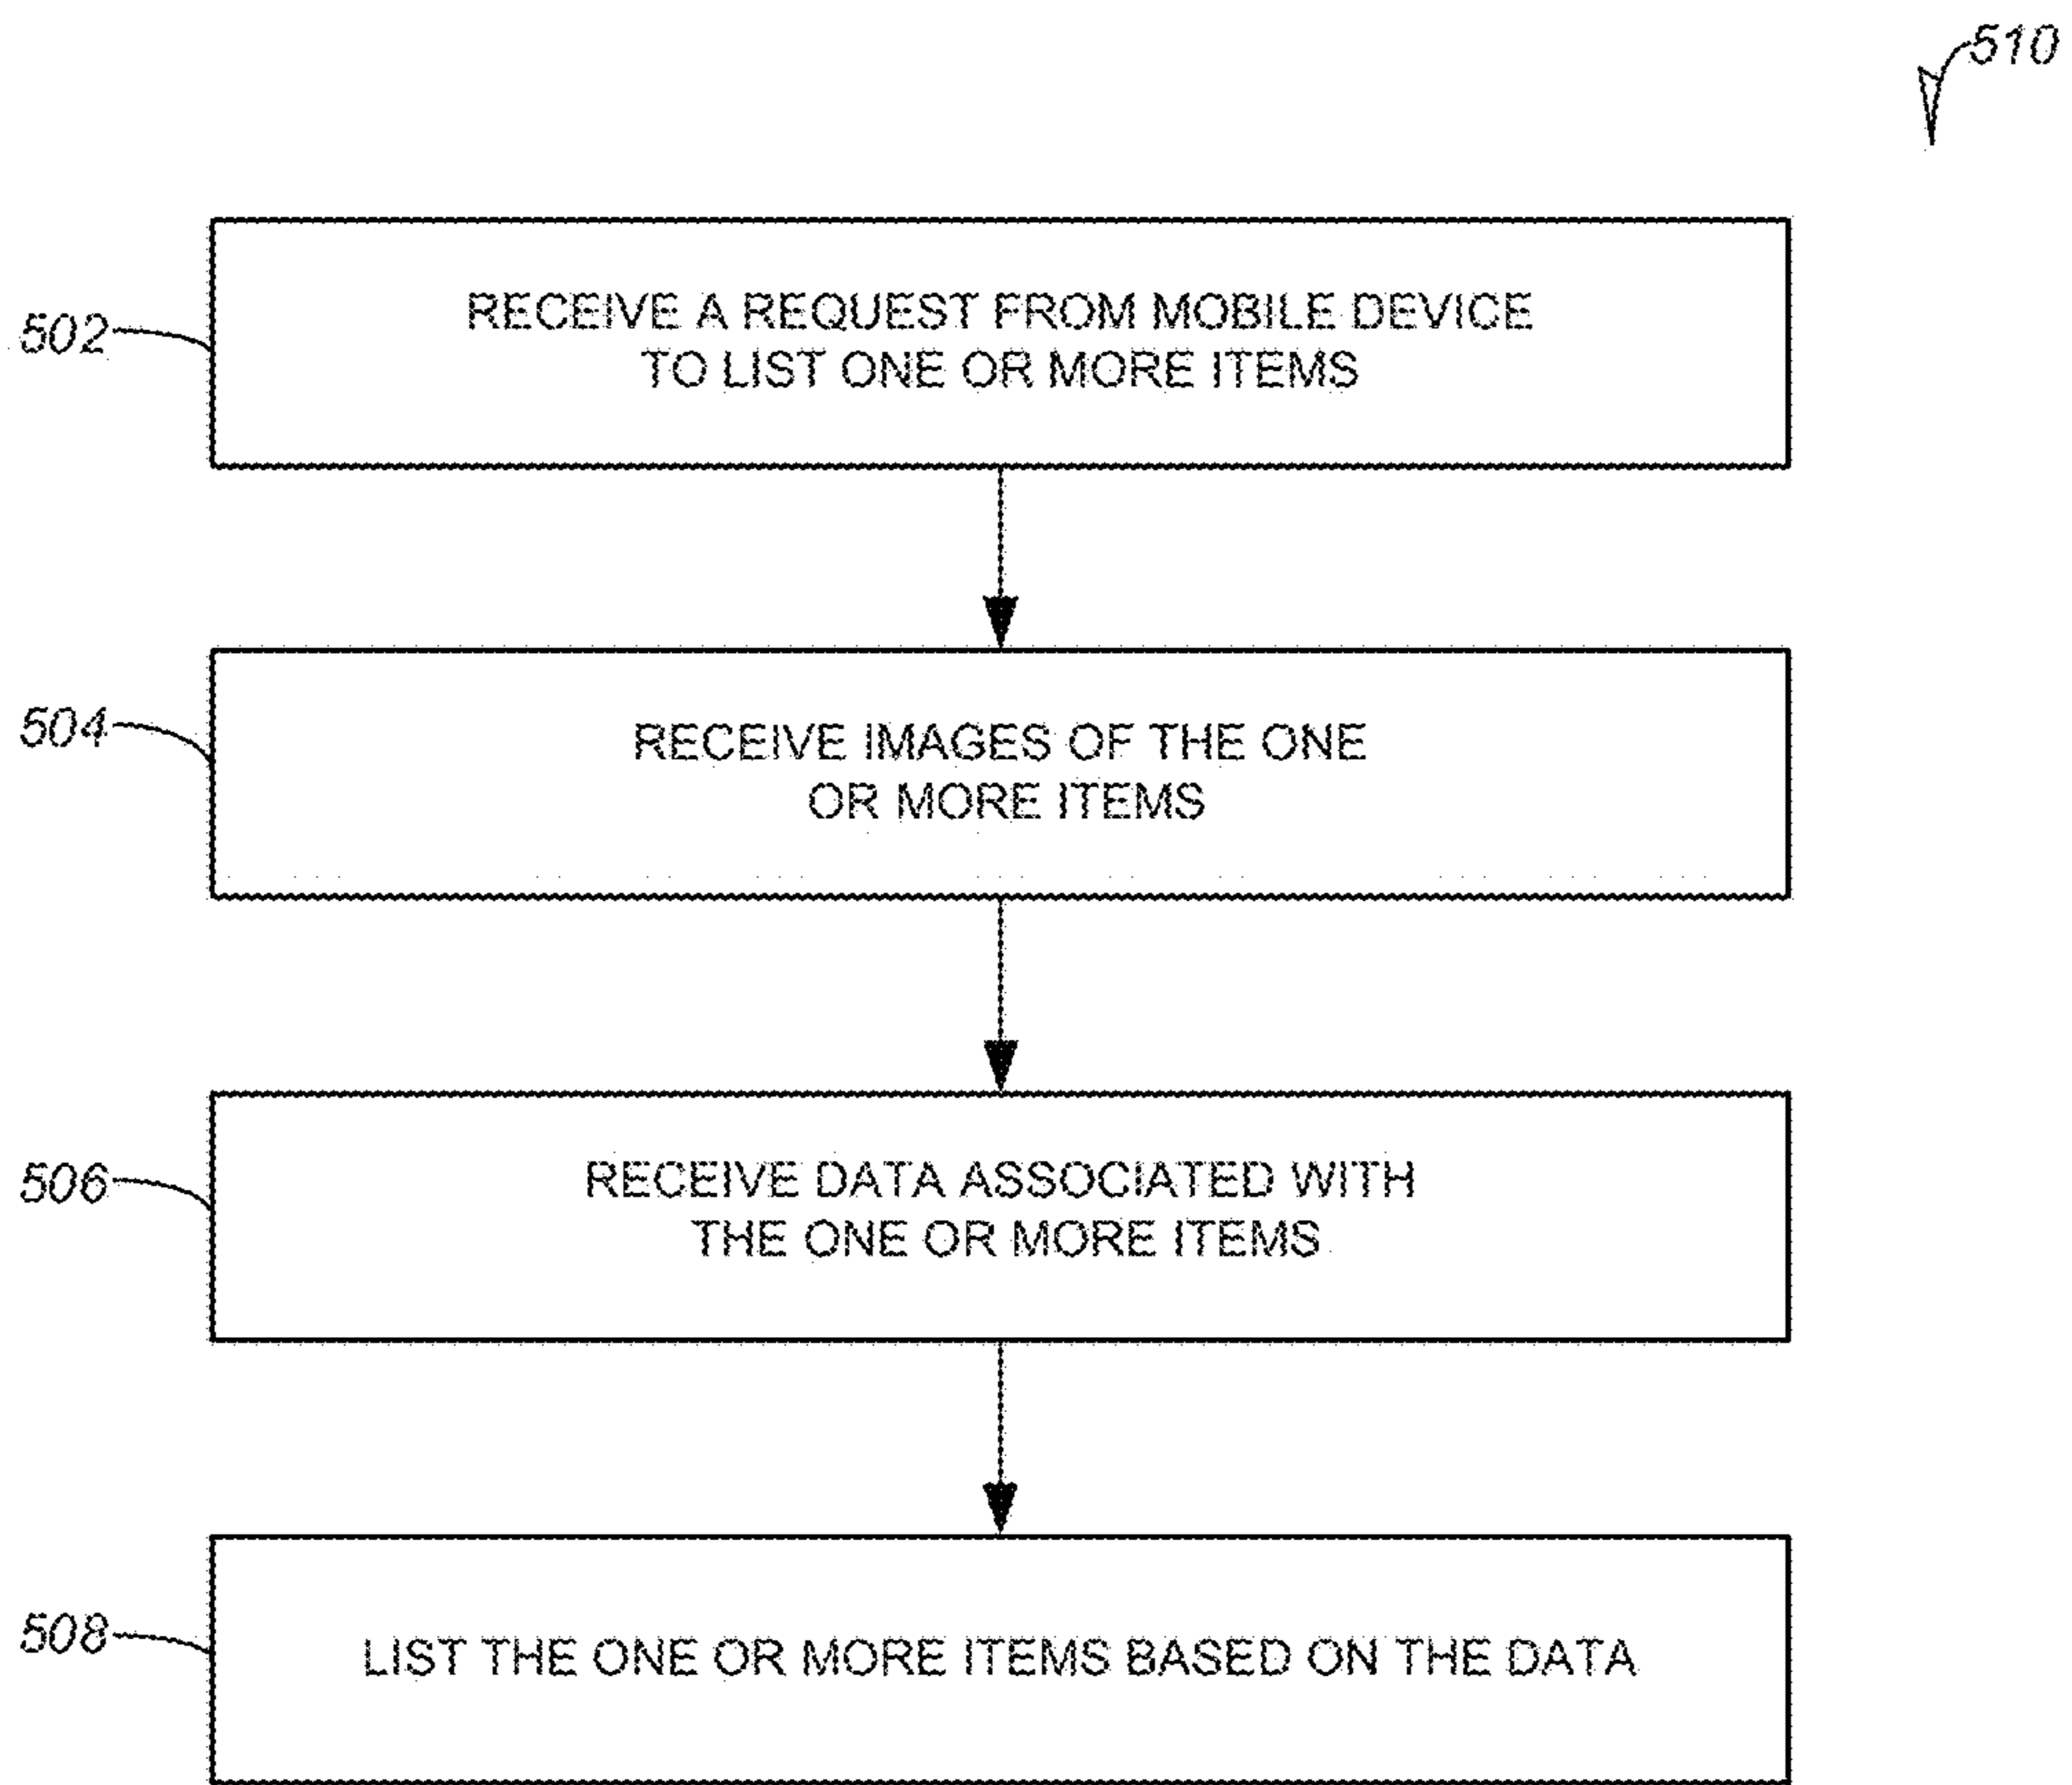 510
502
RECEIVE A REQUEST FROM MOBILE DEVICE
TO LIST ONE OR MORE ITEMS
504
RECEIVE IMAGES OF THE ONE
OR MORE ITEMS
506
RECEIVE DATA ASSOCIATED WITH
THE ONE OR MORE ITEMS
508
LIST THE ONE OR MORE ITEMS BASED ON THE DATA